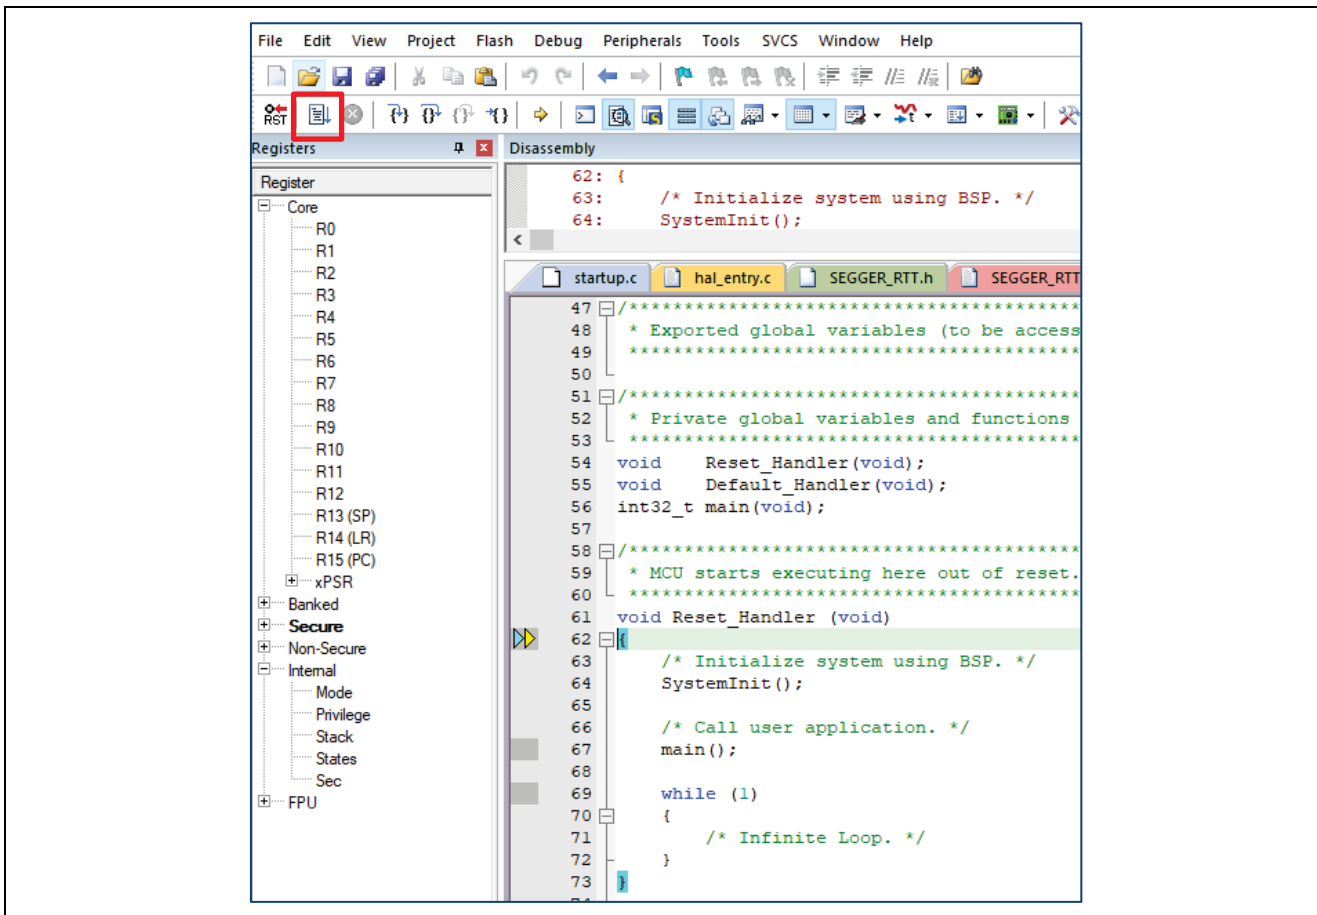 File Edit View Project Flash Debug Peripherals Tools SVCS Window Help
RST
Registers
Disassembly
Register
Core
R0
R1
R2
R3
R4
R5
R6
R7
R8
R9
R10
R11
R12
R13 (SP)
R14 (LR)
R15 (PC)
xPSR
Banked
Secure
Non-Secure
Internal
Mode
Privilege
Stack
States
Sec
FPU
62: {
63: /* Initialize system using BSP. */
64: SystemInit();
startup.c hal_entry.c SEGGER_RTT.h SEGGER_RTT
47 /*****************************************
48 * Exported global variables (to be access
49 *****************************************
50
51 /*****************************************
52 * Private global variables and functions
53 *****************************************
54 void Reset_Handler(void);
55 void Default_Handler(void);
56 int32_t main(void);
57
58 /*****************************************
59 * MCU starts executing here out of reset.
60 *****************************************
61 void Reset_Handler (void)
62 {
63 /* Initialize system using BSP. */
64 SystemInit();
65
66 /* Call user application. */
67 main();
68
69 while (1)
70 {
71 /* Infinite Loop. */
72 }
73 }